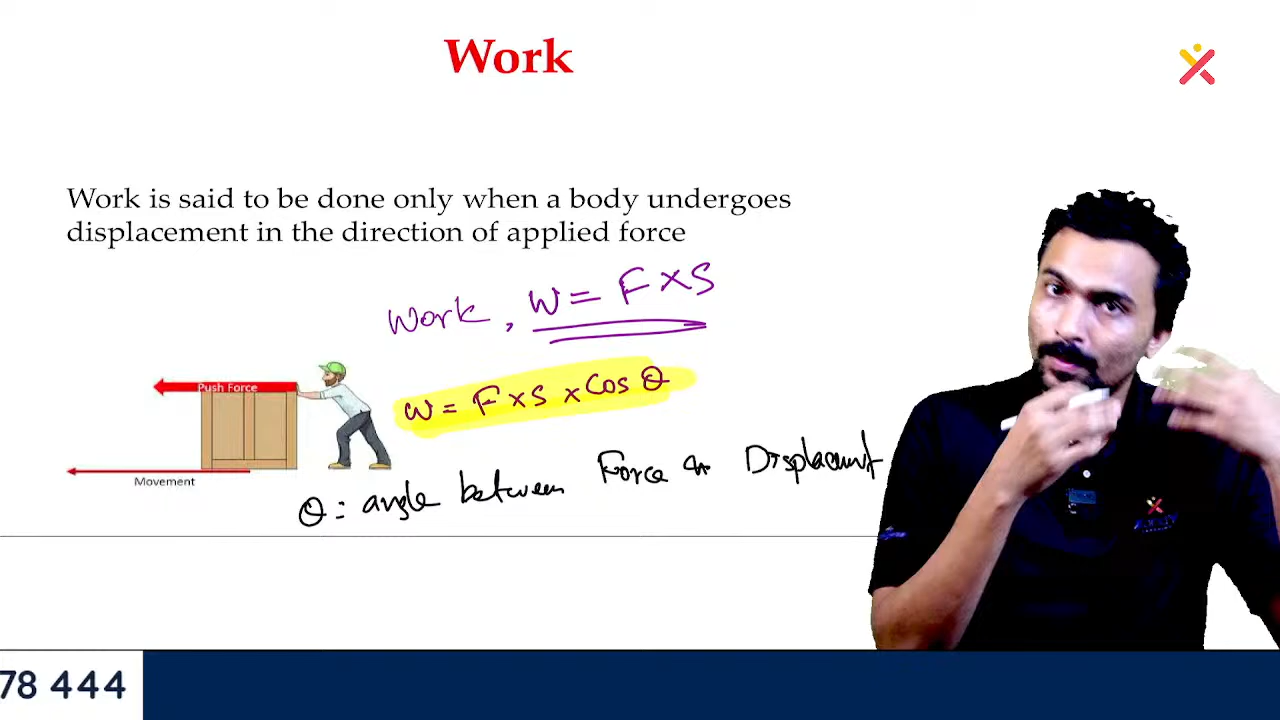 Work
Work is said to be done only when a body undergoes
displacement in the direction of applied force
Work, W = F × S
Push Force
W = F × S × Cos θ
Movement
θ = angle between Force & Displacement
78 444